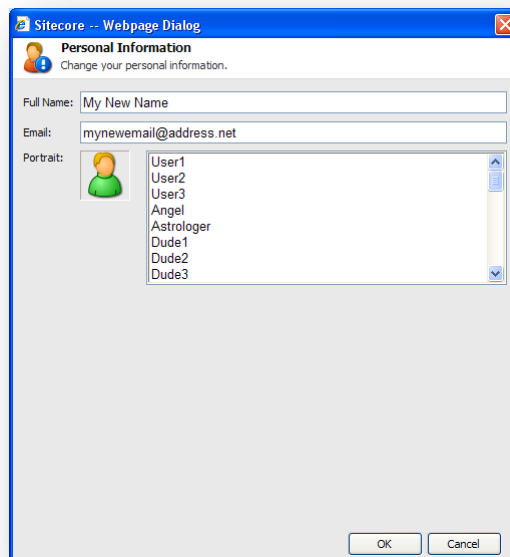 Sitecore -- Webpage Dialog
Personal Information
Change your personal information.
Full Name: My New Name
Email: mynewemail@address.net
Portrait:
User1
User2
User3
Angel
Astrologer
Dude1
Dude2
Dude3
OK Cancel